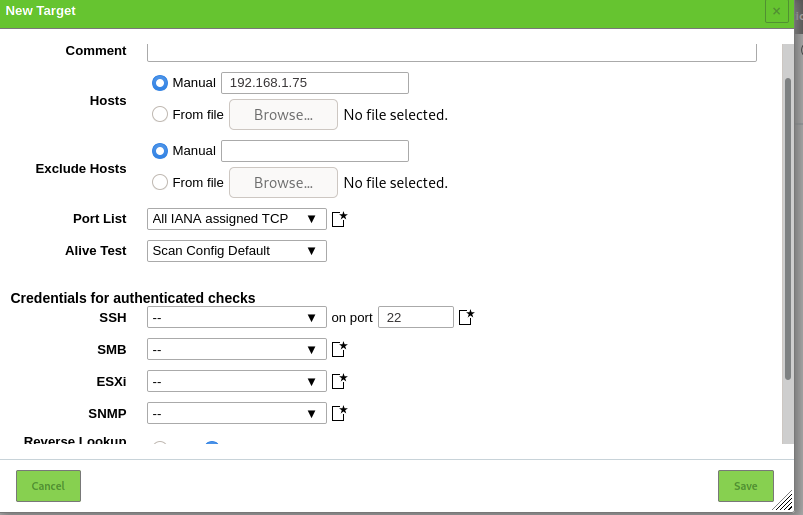 New Target
Comment
Hosts
Manual 192.168.1.75
From file Browse... No file selected.
Exclude Hosts
Manual
From file Browse... No file selected.
Port List All IANA assigned TCP ▼
Alive Test Scan Config Default ▼
Credentials for authenticated checks
SSH -- ▼ on port 22
SMB -- ▼
ESXi -- ▼
SNMP -- ▼
Reverse Lookup
Cancel Save